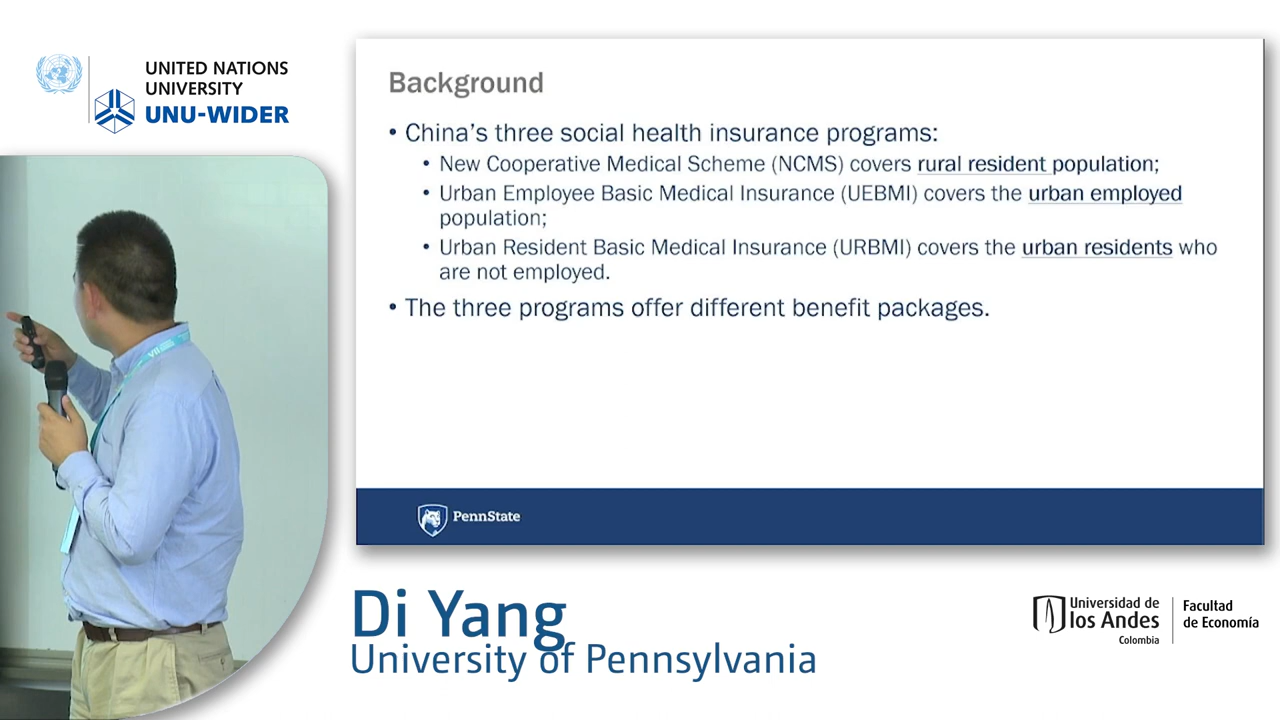 UNITED NATIONS
UNIVERSITY
UNU-WIDER
Background
• China's three social health insurance programs:
• New Cooperative Medical Scheme (NCMS) covers rural resident population;
• Urban Employee Basic Medical Insurance (UEBMI) covers the urban employed
population;
• Urban Resident Basic Medical Insurance (URBMI) covers the urban residents who
are not employed.
• The three programs offer different benefit packages.
PennState
Di Yang
University of Pennsylvania
Universidad de
los Andes
Colombia
Facultad
de Economía